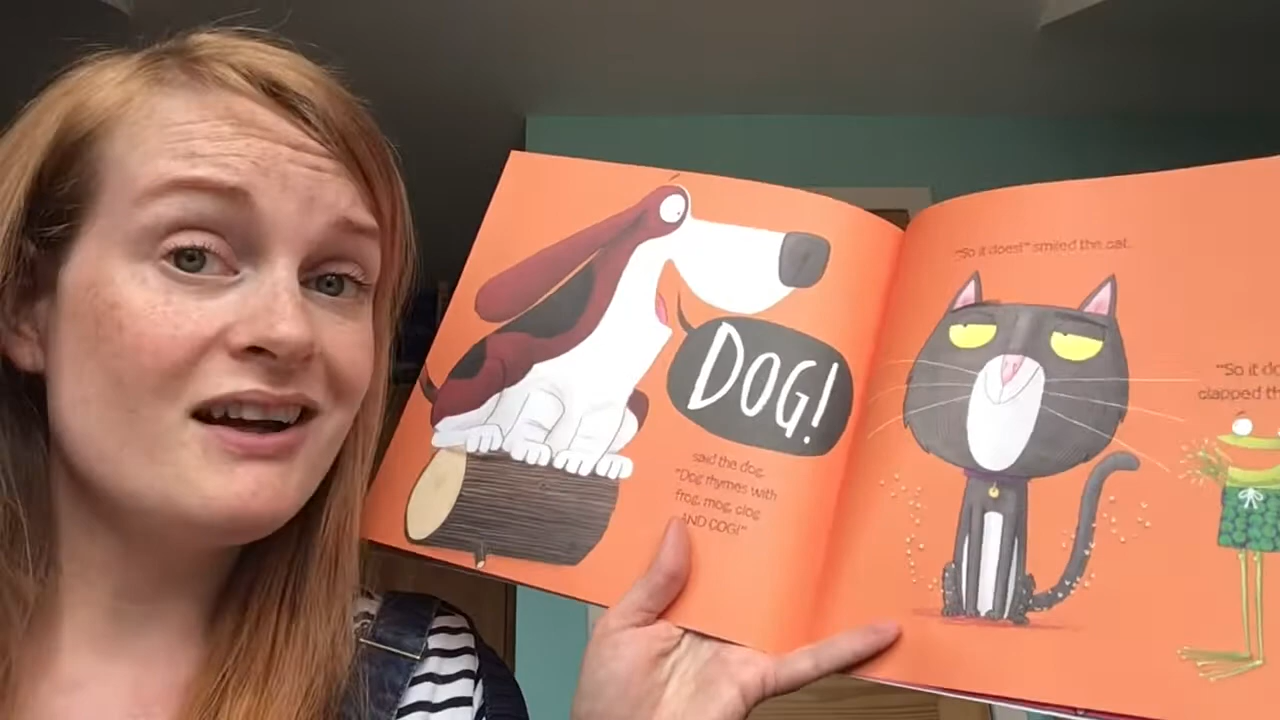 DOG!
said the dog.
"Dog rhymes with
frog, mog, clog
AND COG!"
"So it does!" smiled the cat.
"So it do
clapped th